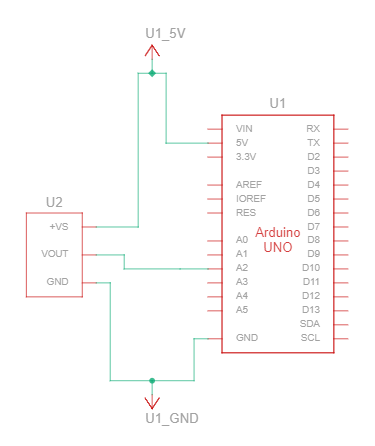 U1_5V
U1
VIN RX
5V TX
3.3V D2
D3
AREF D4
IOREF D5
RES D6
D7
Arduino
UNO
A0 D8
A1 D9
A2 D10
A3 D11
A4 D12
A5 D13
SDA
GND SCL
U2
+VS
VOUT
GND
U1_GND